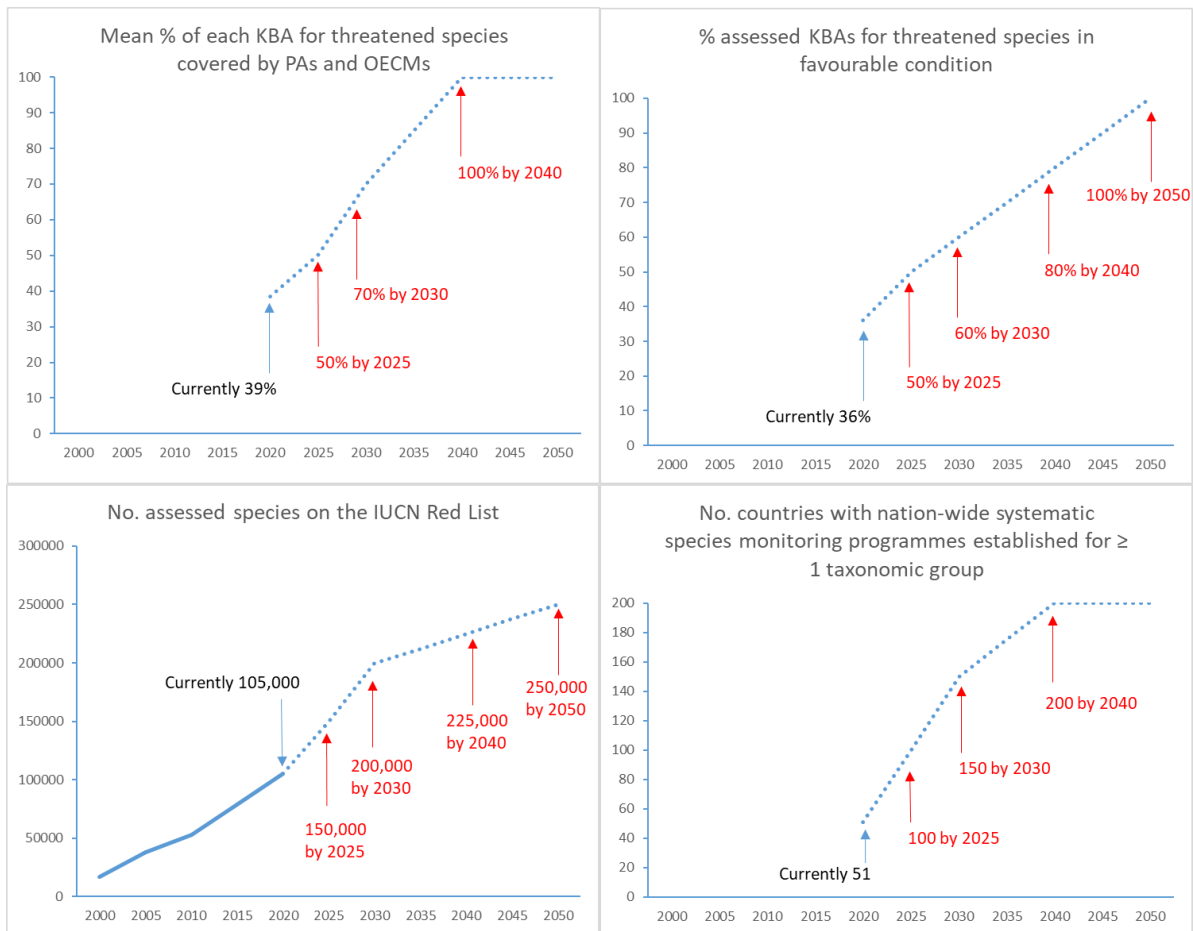 Mean % of each KBA for threatened species
covered by PAs and OECMs
100
90
80
70
60
50
40
30
20
10
0
100% by 2040
70% by 2030
50% by 2025
Currently 39%
2000 2005 2010 2015 2020 2025 2030 2035 2040 2045 2050
% assessed KBAs for threatened species in
favourable condition
100
90
80
70
60
50
40
30
20
10
0
100% by 2050
80% by 2040
60% by 2030
50% by 2025
Currently 36%
2000 2005 2010 2015 2020 2025 2030 2035 2040 2045 2050
No. assessed species on the IUCN Red List
300000
250000
200000
150000
100000
50000
0
Currently 105,000
250,000
by 2050
225,000
by 2040
200,000
by 2030
150,000
by 2025
2000 2005 2010 2015 2020 2025 2030 2035 2040 2045 2050
No. countries with nation-wide systematic
species monitoring programmes established for ≥
1 taxonomic group
200
180
160
140
120
100
80
60
40
20
0
200 by 2040
150 by 2030
100 by 2025
Currently 51
2000 2005 2010 2015 2020 2025 2030 2035 2040 2045 2050